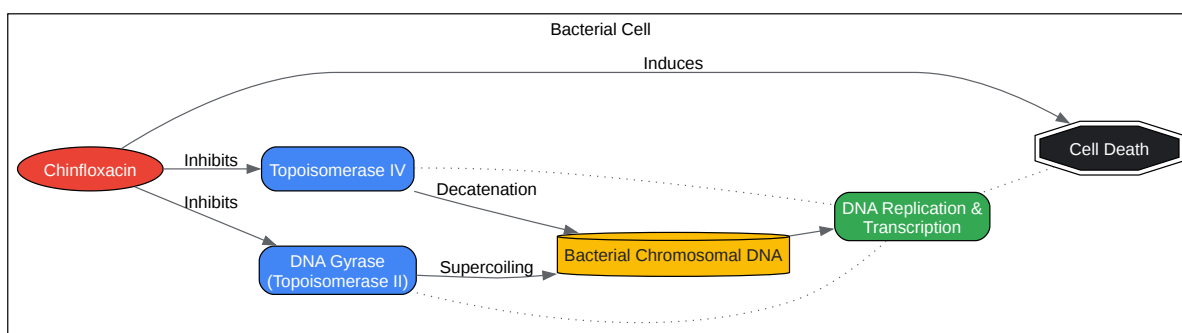 Bacterial Cell
Induces
Chinfloxacin
Inhibits
Topoisomerase IV
Cell Death
Inhibits
Decatenation
DNA Replication &
Transcription
DNA Gyrase
(Topoisomerase II)
Supercoiling
Bacterial Chromosomal DNA